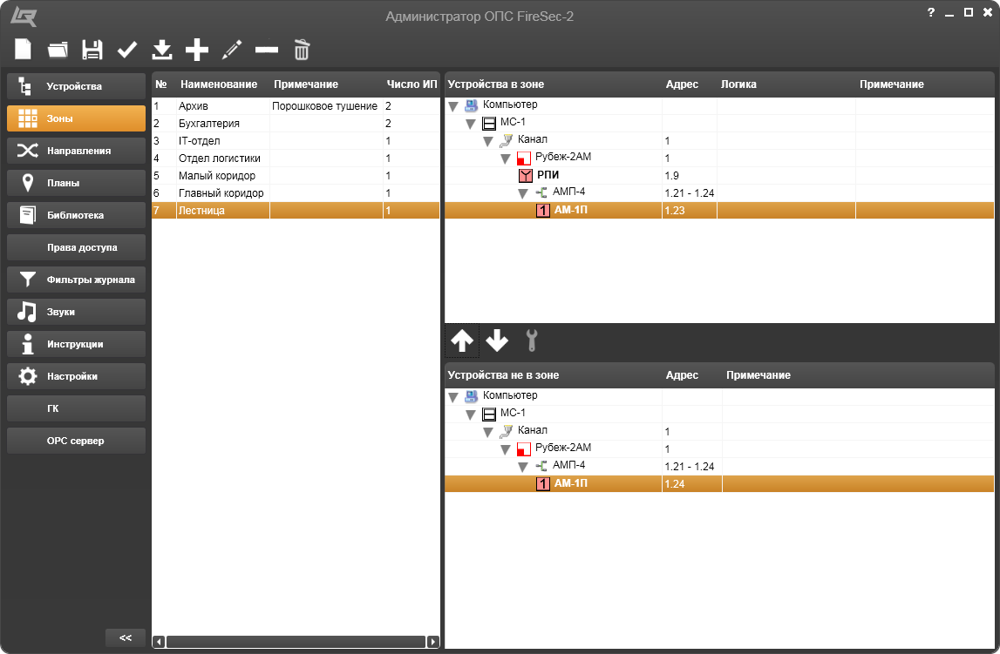 Администратор ОПС FireSec-2
?
Устройства
Зоны
Направления
Планы
Библиотека
Права доступа
Фильтры журнала
Звуки
Инструкции
Настройки
ГК
OPC сервер
<<
№ Наименование Примечание Число ИП
1 Архив Порошковое тушение 2
2 Бухгалтерия 2
3 IT-отдел 1
4 Отдел логистики 1
5 Малый коридор 1
6 Главный коридор 1
7 Лестница 1
Устройства в зоне Адрес Логика Примечание
Компьютер
МС-1
Канал 1
Рубеж-2АМ 1
РПИ 1.9
АМП-4 1.21 - 1.24
1 АМ-1П 1.23
Устройства не в зоне Адрес Примечание
Компьютер
МС-1
Канал 1
Рубеж-2АМ 1
АМП-4 1.21 - 1.24
1 АМ-1П 1.24